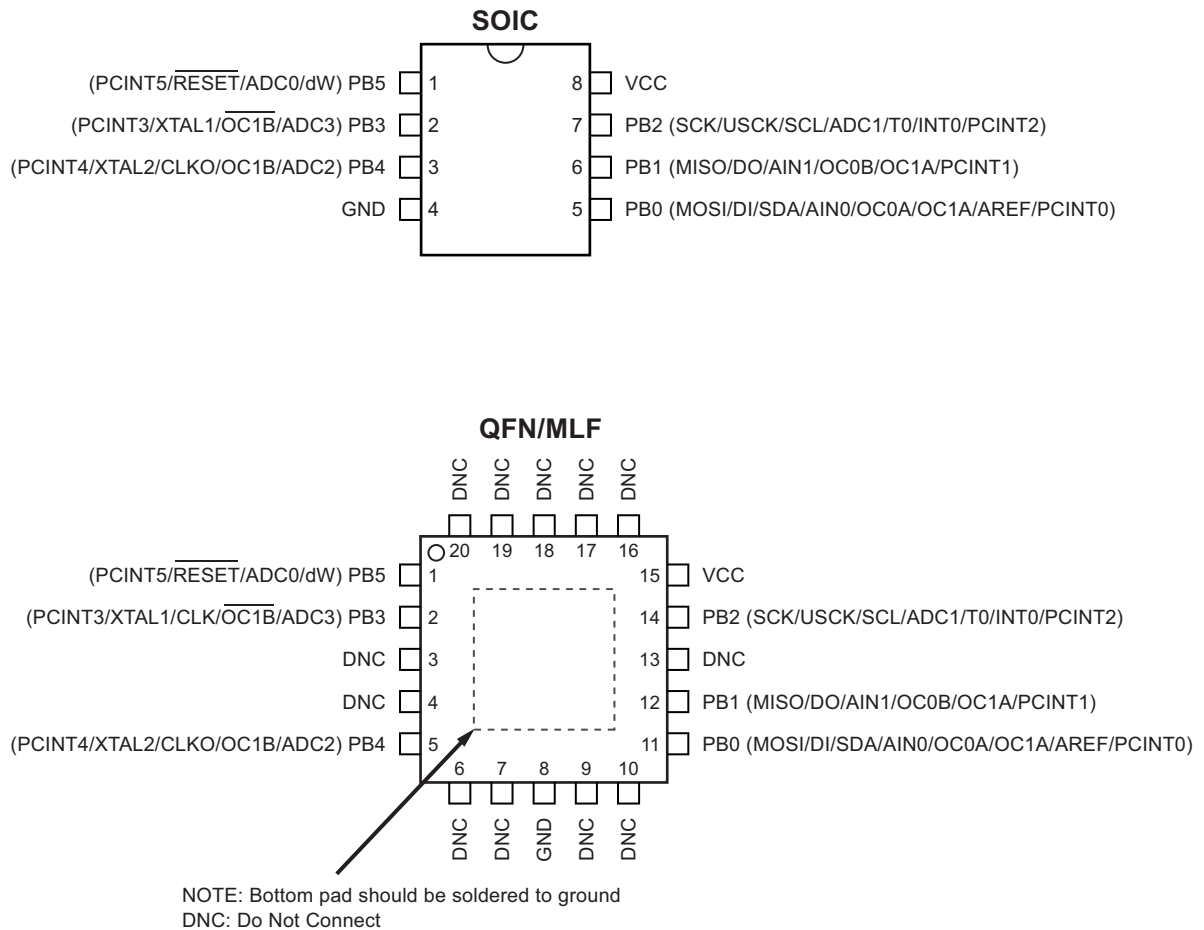 SOIC
(PCINT5/RESET/ADC0/dW) PB5 1 8 VCC
(PCINT3/XTAL1/OC1B/ADC3) PB3 2 7 PB2 (SCK/USCK/SCL/ADC1/T0/INT0/PCINT2)
(PCINT4/XTAL2/CLKO/OC1B/ADC2) PB4 3 6 PB1 (MISO/DO/AIN1/OC0B/OC1A/PCINT1)
GND 4 5 PB0 (MOSI/DI/SDA/AIN0/OC0A/OC1A/AREF/PCINT0)
QFN/MLF
DNC DNC DNC DNC DNC
20 19 18 17 16
(PCINT5/RESET/ADC0/dW) PB5 1 15 VCC
(PCINT3/XTAL1/CLK/OC1B/ADC3) PB3 2 14 PB2 (SCK/USCK/SCL/ADC1/T0/INT0/PCINT2)
DNC 3 13 DNC
DNC 4 12 PB1 (MISO/DO/AIN1/OC0B/OC1A/PCINT1)
(PCINT4/XTAL2/CLKO/OC1B/ADC2) PB4 5 11 PB0 (MOSI/DI/SDA/AIN0/OC0A/OC1A/AREF/PCINT0)
6 7 8 9 10
DNC DNC GND DNC DNC
NOTE: Bottom pad should be soldered to ground
DNC: Do Not Connect